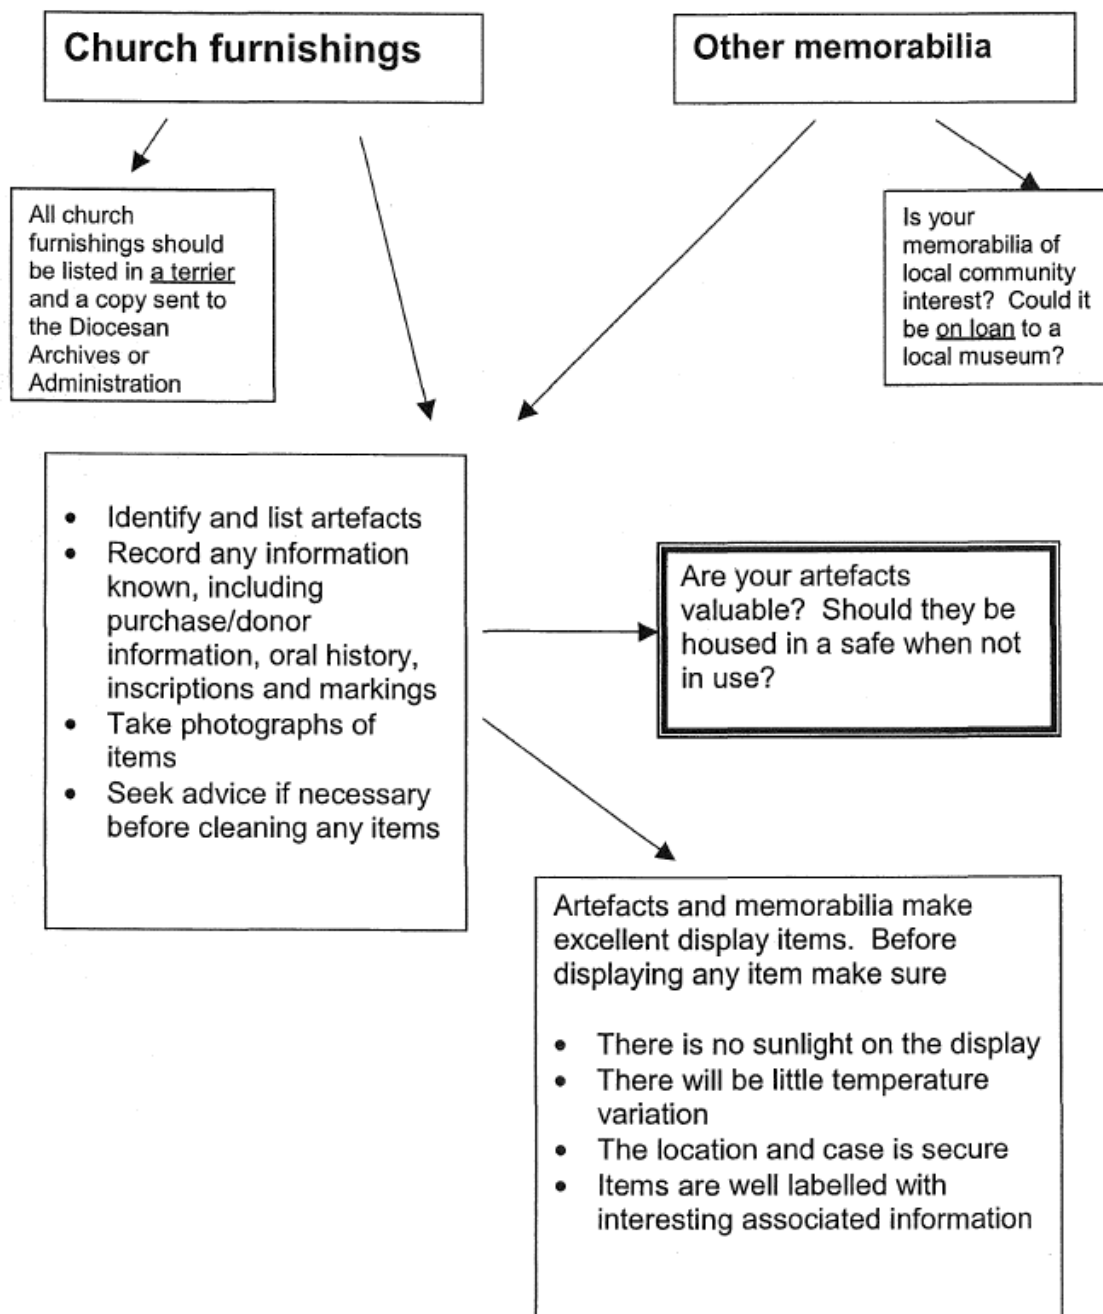 Church furnishings
Other memorabilia
All church
furnishings should
be listed in a terrier
and a copy sent to
the Diocesan
Archives or
Administration
Is your
memorabilia of
local community
interest? Could it
be on loan to a
local museum?
Identify and list artefacts
Record any information
known, including
purchase/donor
information, oral history,
inscriptions and markings
Take photographs of
items
Seek advice if necessary
before cleaning any items
Are your artefacts
valuable? Should they be
housed in a safe when not
in use?
Artefacts and memorabilia make
excellent display items. Before
displaying any item make sure
There is no sunlight on the display
There will be little temperature
variation
The location and case is secure
Items are well labelled with
interesting associated information